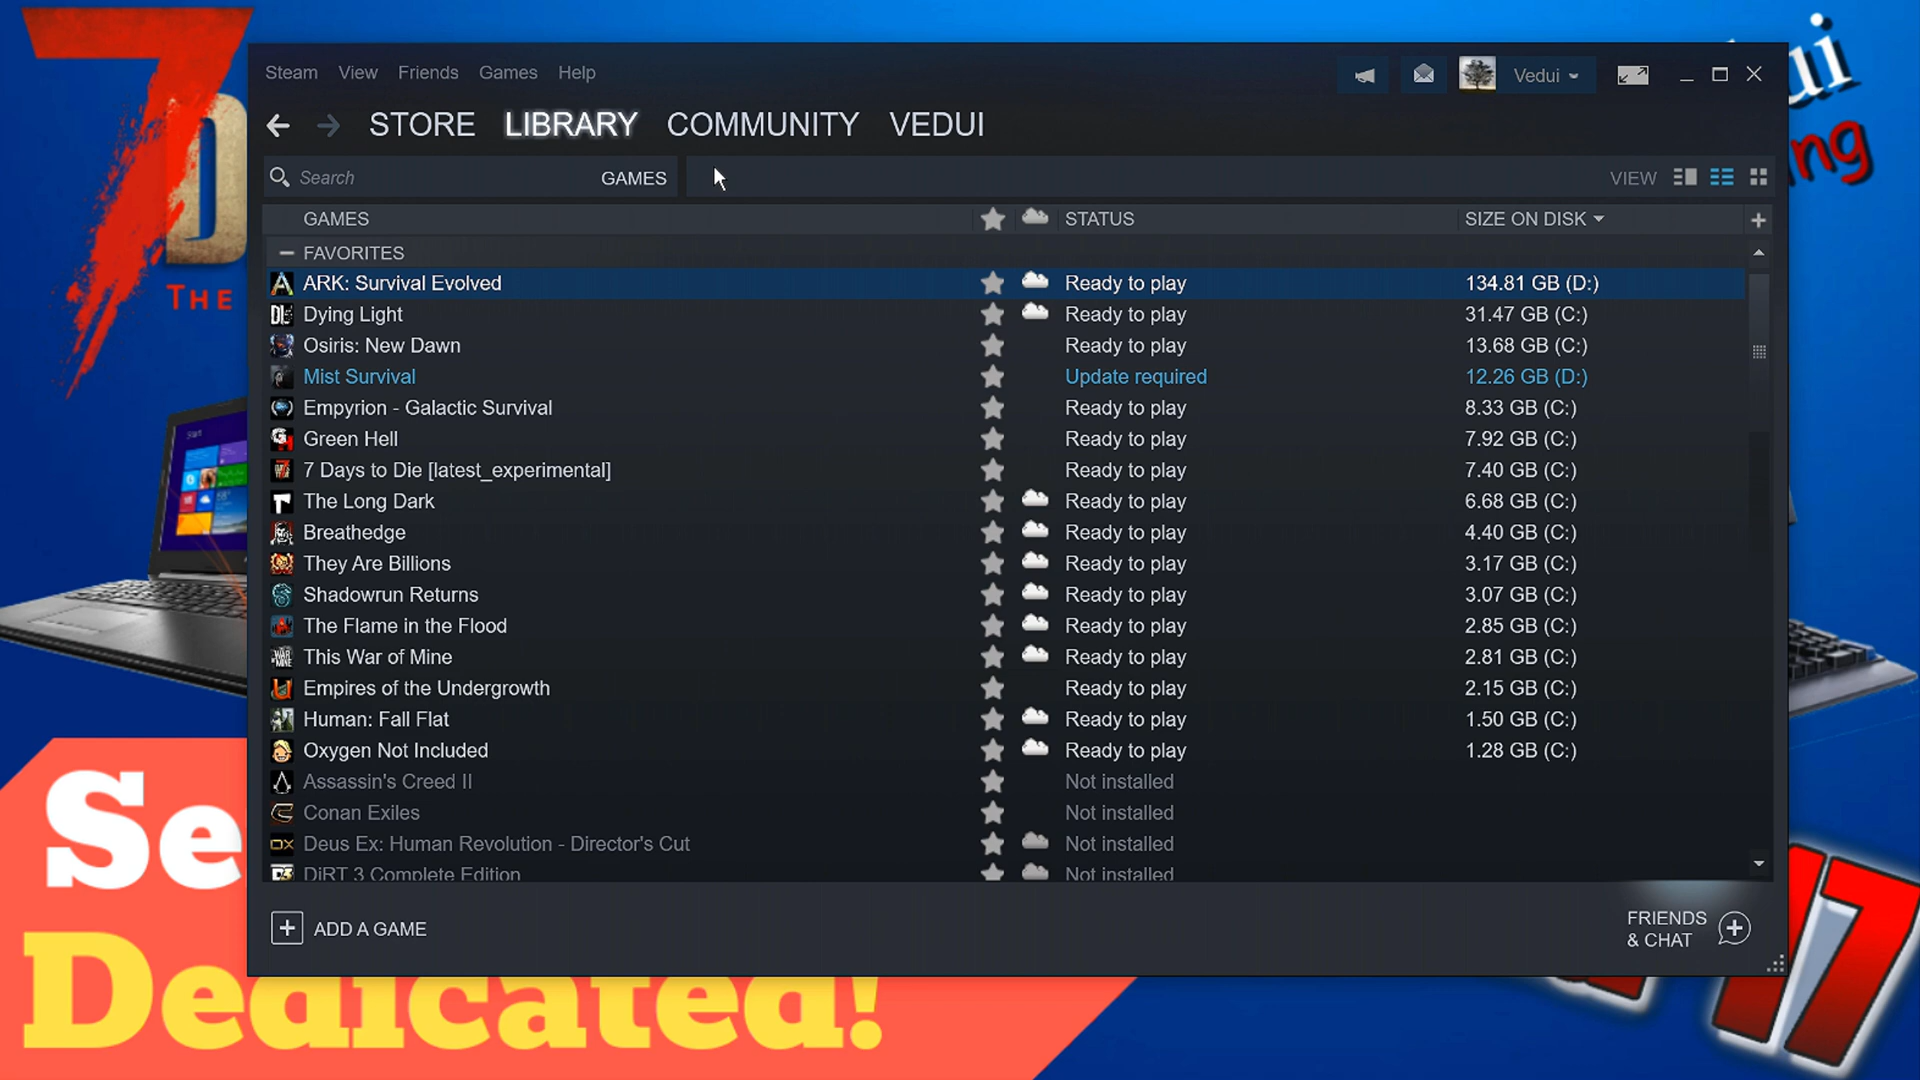 Steam View Friends Games Help
Vedui
STORE LIBRARY COMMUNITY VEDUI
Search GAMES
VIEW
GAMES STATUS SIZE ON DISK
FAVORITES
ARK: Survival Evolved Ready to play 134.81 GB (D:)
Dying Light Ready to play 31.47 GB (C:)
Osiris: New Dawn Ready to play 13.68 GB (C:)
Mist Survival Update required 12.26 GB (D:)
Empyrion - Galactic Survival Ready to play 8.33 GB (C:)
Green Hell Ready to play 7.92 GB (C:)
7 Days to Die [latest_experimental] Ready to play 7.40 GB (C:)
The Long Dark Ready to play 6.68 GB (C:)
Breathedge Ready to play 4.40 GB (C:)
They Are Billions Ready to play 3.17 GB (C:)
Shadowrun Returns Ready to play 3.07 GB (C:)
The Flame in the Flood Ready to play 2.85 GB (C:)
This War of Mine Ready to play 2.81 GB (C:)
Empires of the Undergrowth Ready to play 2.15 GB (C:)
Human: Fall Flat Ready to play 1.50 GB (C:)
Oxygen Not Included Ready to play 1.28 GB (C:)
Assassin's Creed II Not installed
Conan Exiles Not installed
Deus Ex: Human Revolution - Director's Cut Not installed
DiRT 3 Complete Edition Not installed
ADD A GAME
FRIENDS
& CHAT
7
D
THE
ui
ng
Se
Dedicated!
17